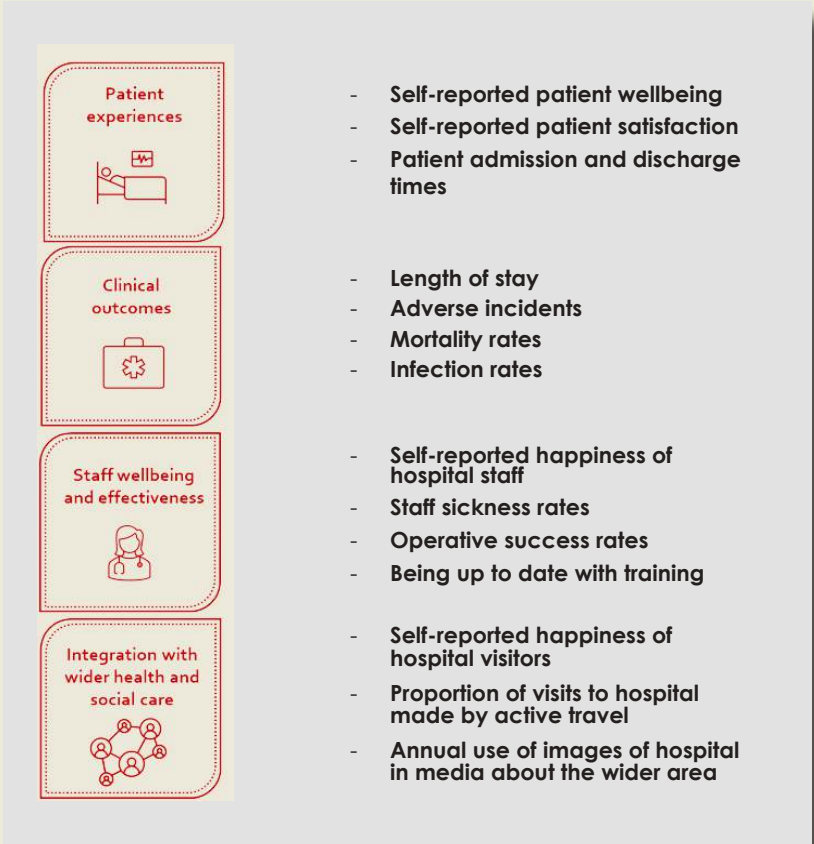 Patient
experiences
- Self-reported patient wellbeing
- Self-reported patient satisfaction
- Patient admission and discharge
times
Clinical
outcomes
- Length of stay
- Adverse incidents
- Mortality rates
- Infection rates
Staff wellbeing
and effectiveness
- Self-reported happiness of
hospital staff
- Staff sickness rates
- Operative success rates
- Being up to date with training
Integration with
wider health and
social care
- Self-reported happiness of
hospital visitors
- Proportion of visits to hospital
made by active travel
- Annual use of images of hospital
in media about the wider area